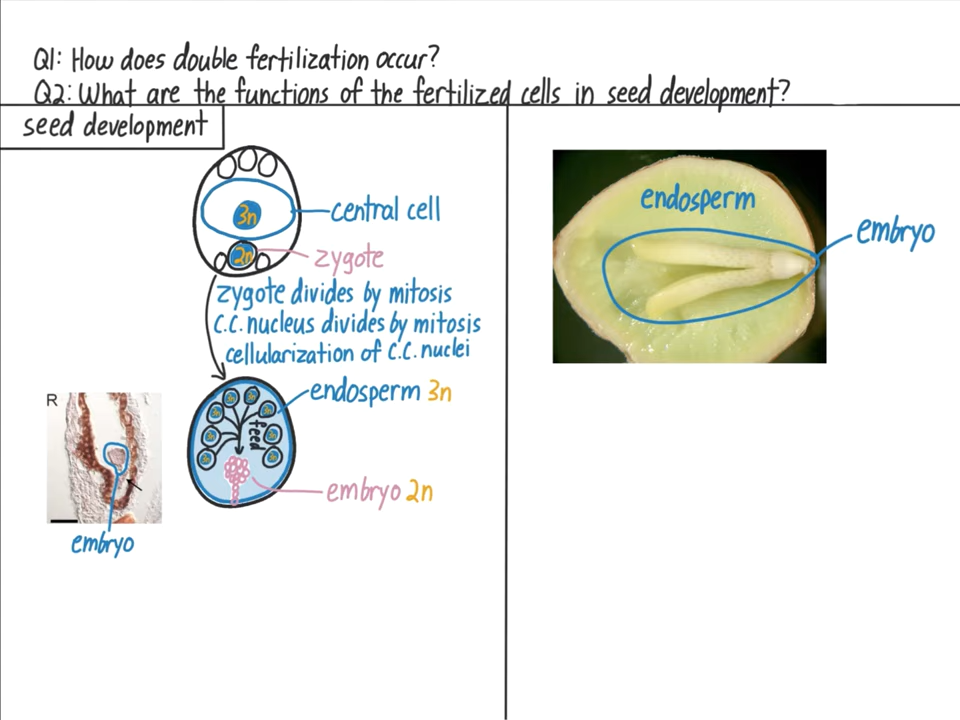 Q1: How does double fertilization occur?
Q2: What are the functions of the fertilized cells in seed development?
seed development
3n
central cell
2n
zygote
zygote divides by mitosis
C.C. nucleus divides by mitosis
cellularization of C.C. nuclei
endosperm 3n
feed
embryo 2n
R
embryo
endosperm
embryo